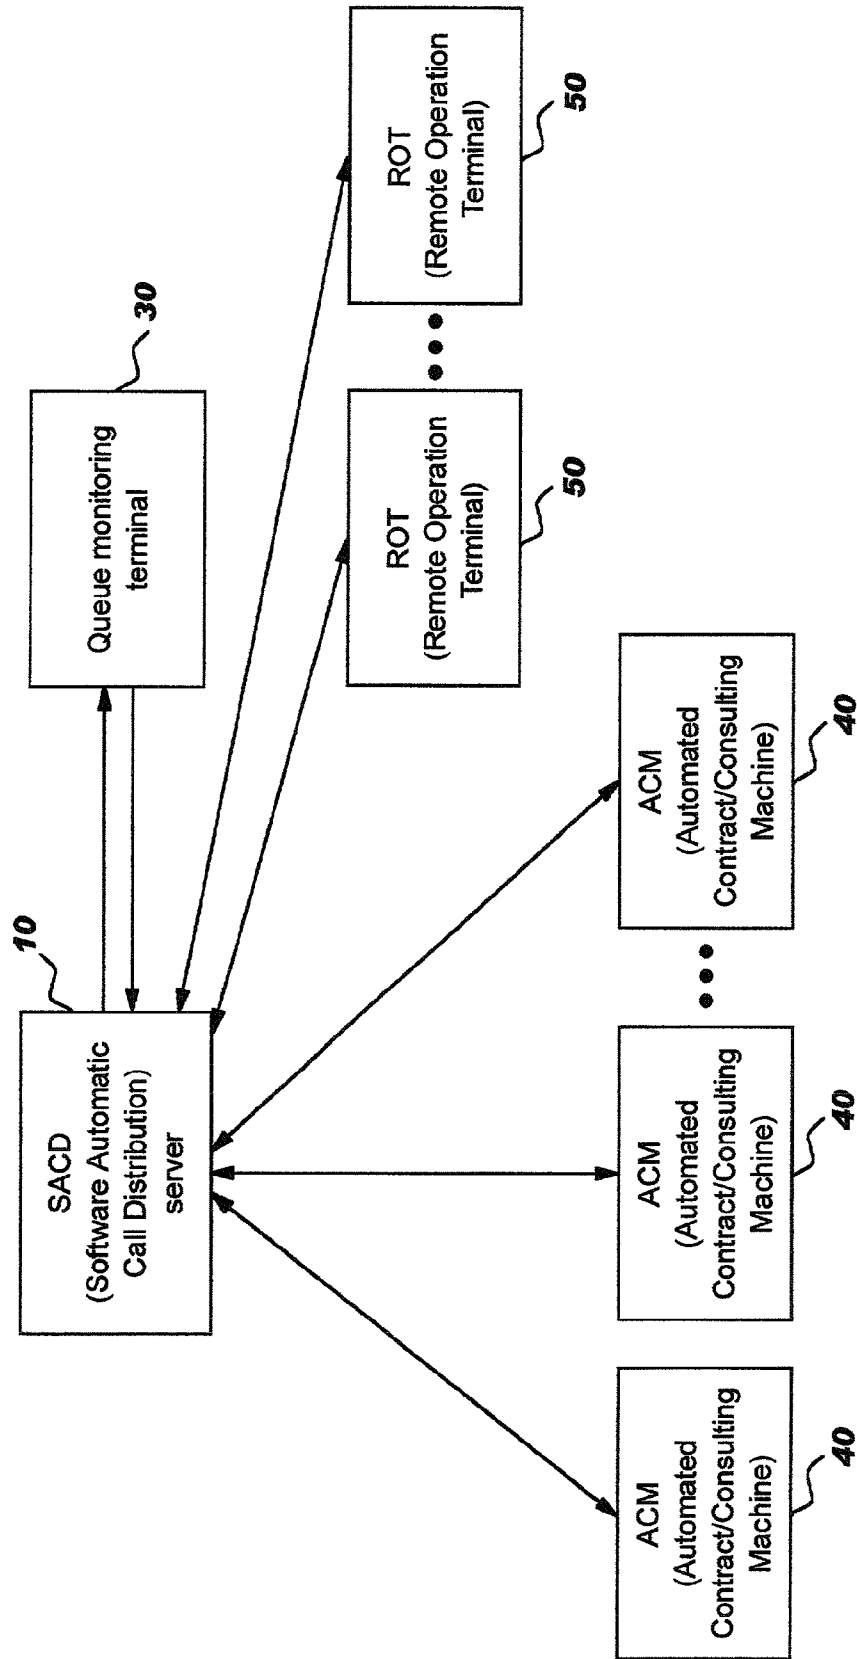 10
SACD
(Software Automatic
Call Distribution)
server
Queue monitoring
terminal
30
ROT
(Remote Operation
Terminal)
50
ROT
(Remote Operation
Terminal)
50
ACM
(Automated
Contract/Consulting
Machine)
40
ACM
(Automated
Contract/Consulting
Machine)
40
ACM
(Automated
Contract/Consulting
Machine)
40